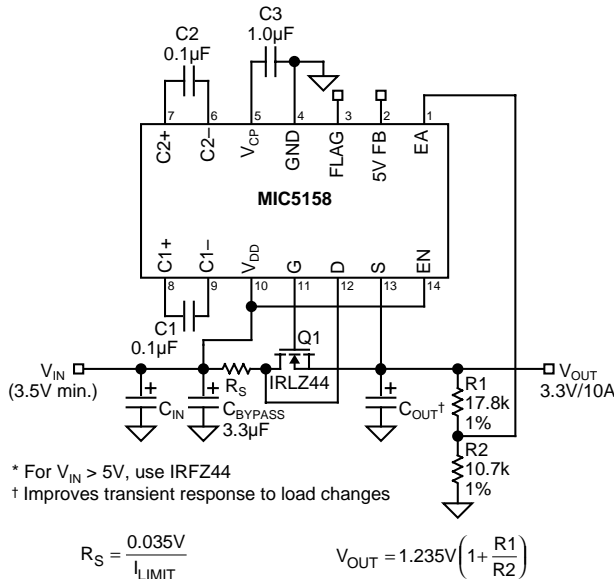 C3
1.0µF
C2
0.1µF
7 6 5 4 3 2 1
C2+ C2– VCP GND FLAG 5V FB EA
MIC5158
C1+ C1– VDD G D S EN
8 9 10 11 12 13 14
C1
0.1µF
Q1
IRLZ44
VIN
(3.5V min.)
RS
CIN
CBYPASS
3.3µF
COUT†
R1
17.8k
1%
R2
10.7k
1%
VOUT
3.3V/10A
* For VIN > 5V, use IRFZ44
† Improves transient response to load changes
RS = 0.035V / ILIMIT
VOUT = 1.235V(1 + R1/R2)